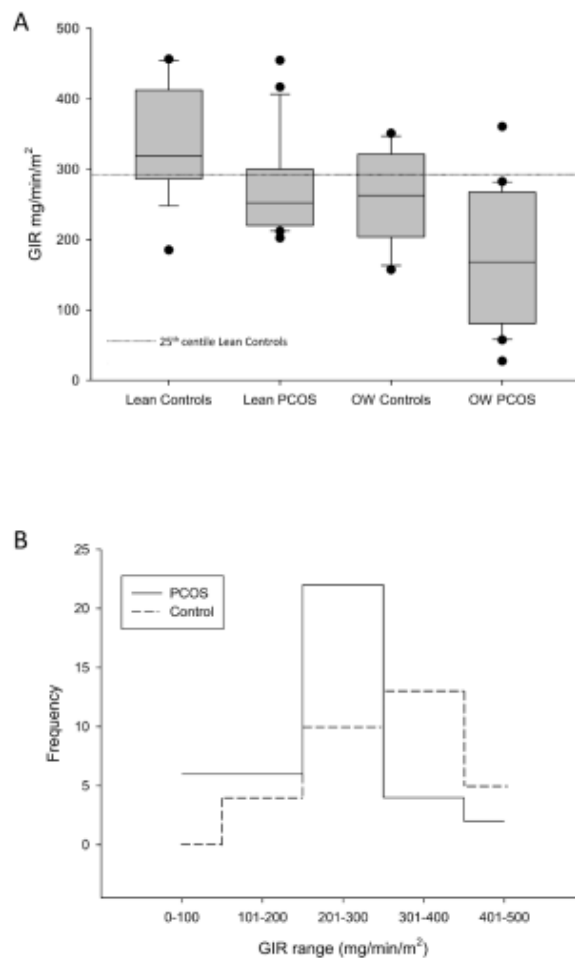 A
500
400
300
200
100
0
GIR mg/min/m²
25th centile Lean Controls
Lean Controls Lean PCOS OW Controls OW PCOS
B
25
20
15
10
5
0
Frequency
PCOS
Control
0-100 101-200 201-300 301-400 401-500
GIR range (mg/min/m²)